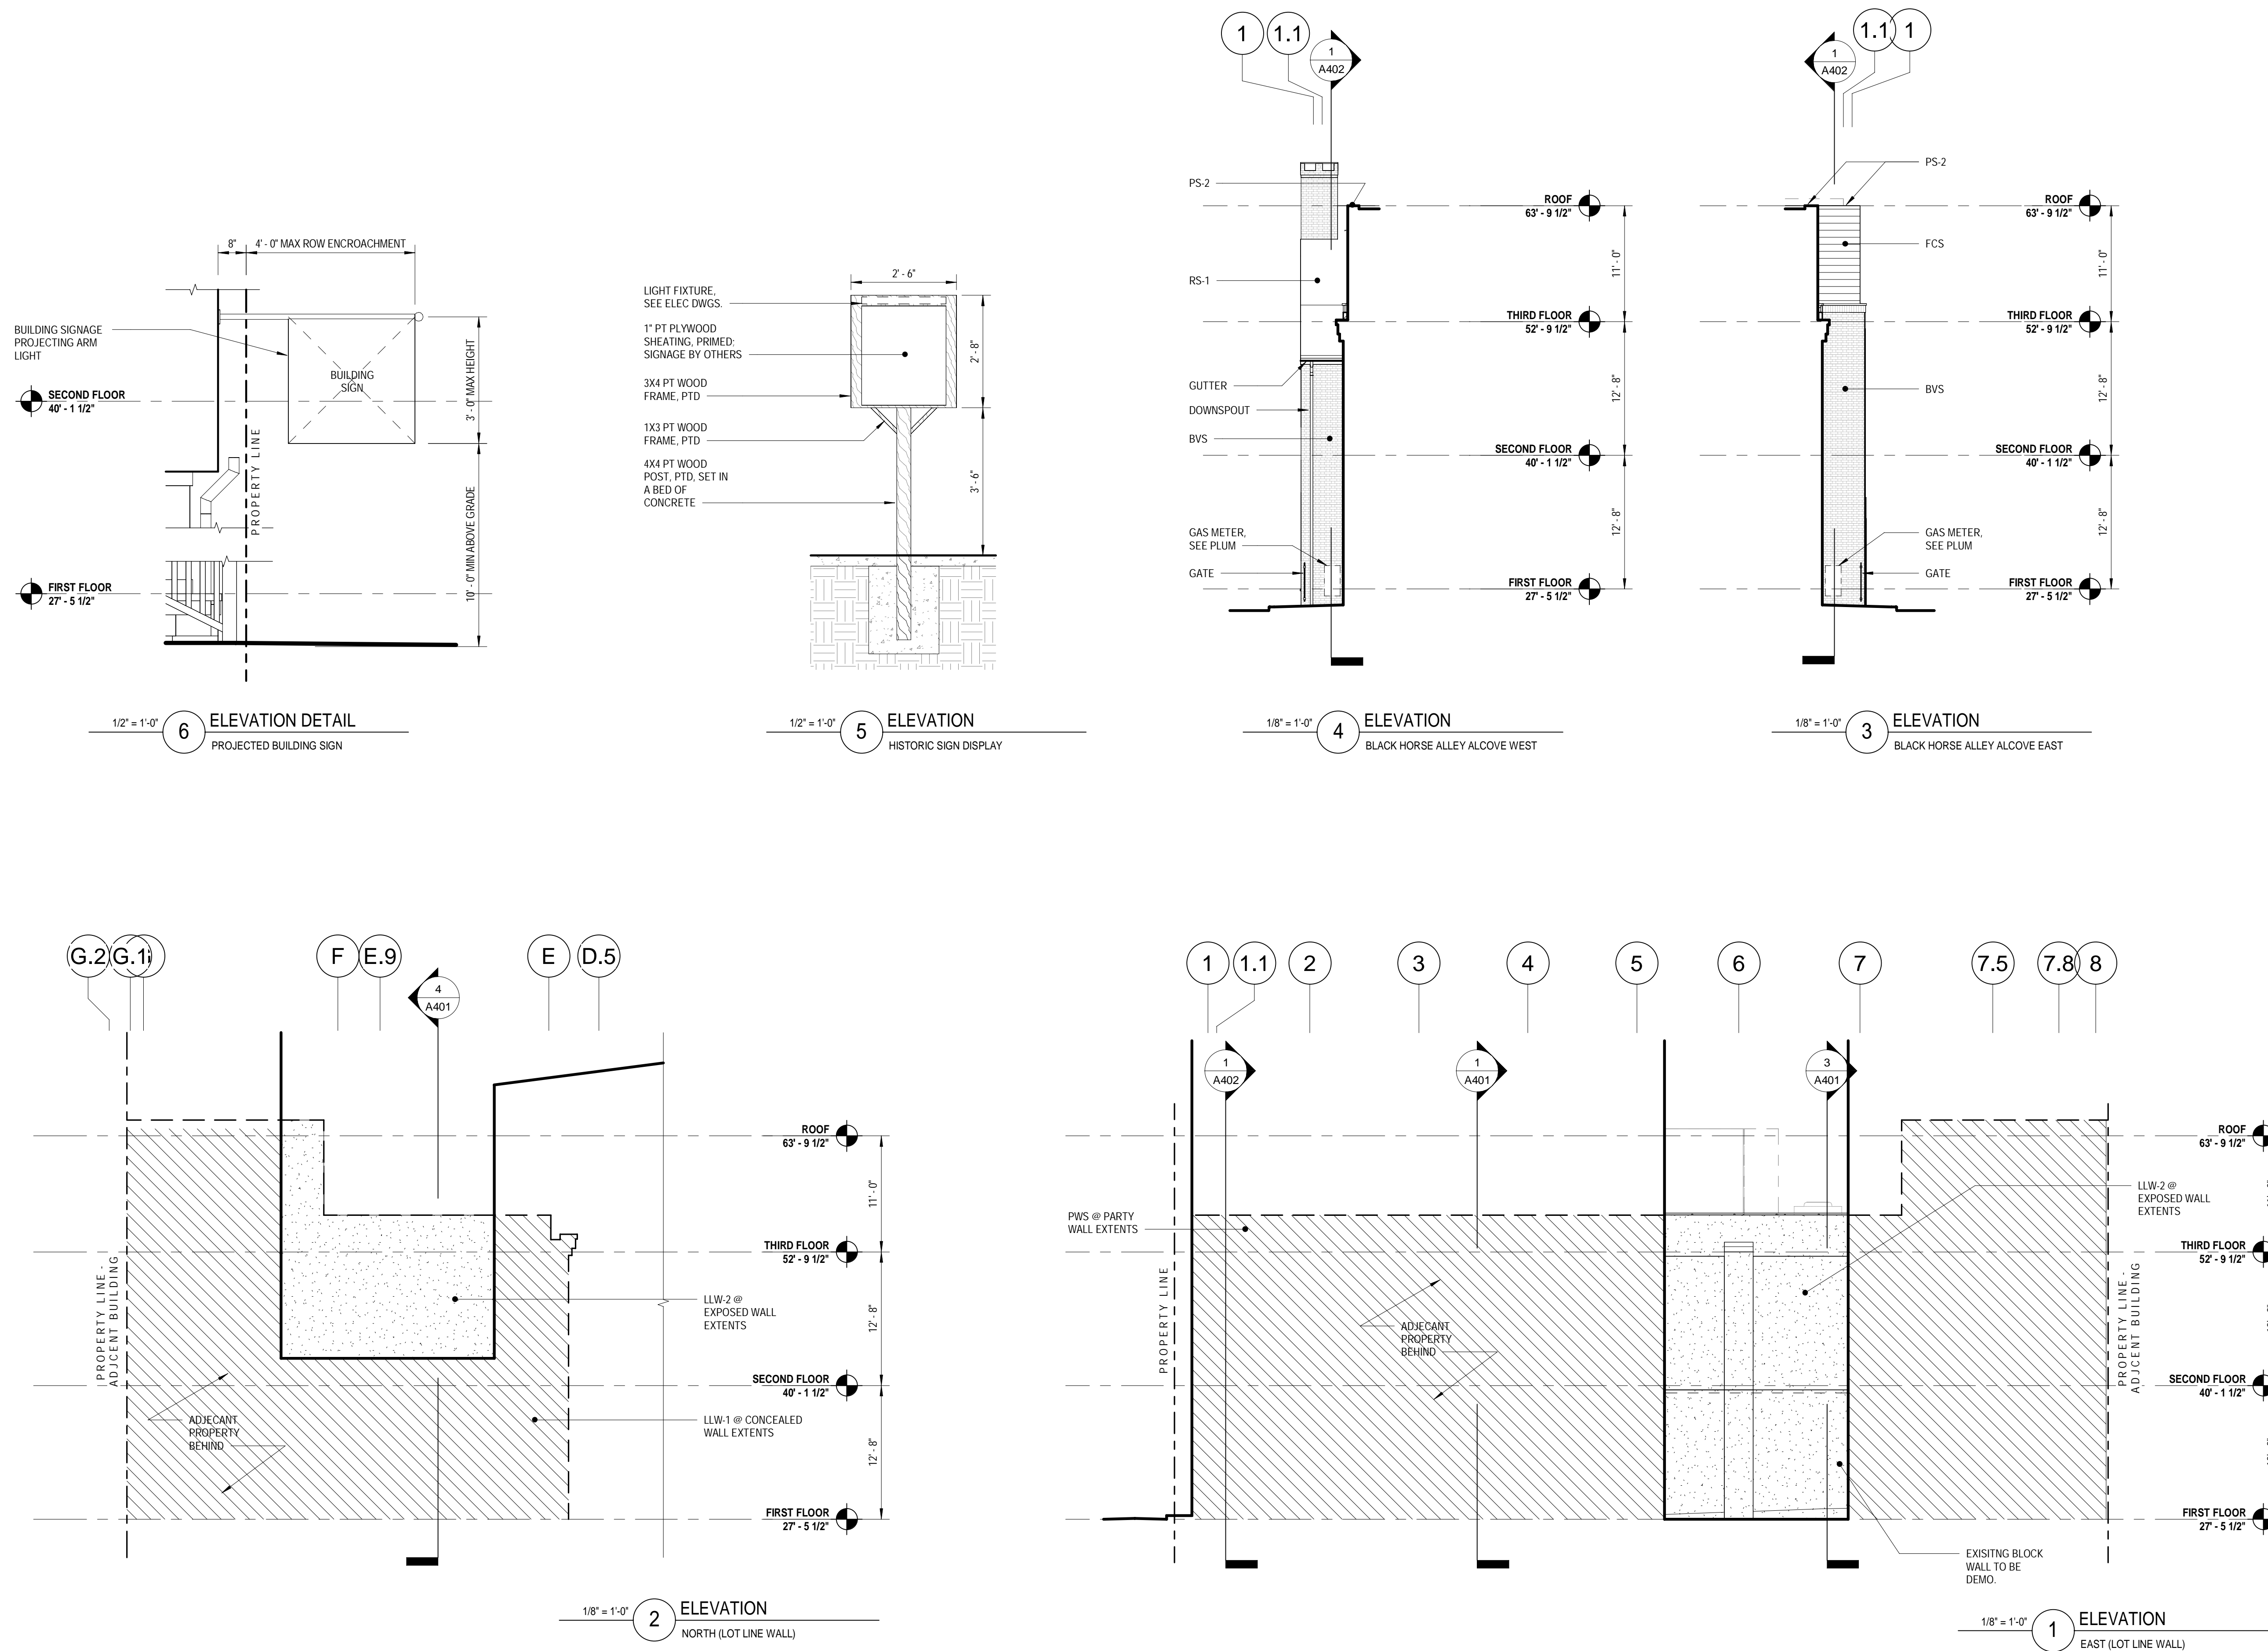 8"
4' - 0" MAX ROW ENCROACHMENT
BUILDING SIGNAGE
PROJECTING ARM
LIGHT
BUILDING
SIGN
3' - 0" MAX HEIGHT
SECOND FLOOR
40' - 1 1/2"
PROPERTY LINE
10' - 0" MIN ABOVE GRADE
FIRST FLOOR
27' - 5 1/2"
1/2" = 1'-0"
6
ELEVATION DETAIL
PROJECTED BUILDING SIGN
2' - 6"
LIGHT FIXTURE,
SEE ELEC DWGS.
1" PT PLYWOOD
SHEATING, PRIMED:
SIGNAGE BY OTHERS
2' - 8"
3X4 PT WOOD
FRAME, PTD
1X3 PT WOOD
FRAME, PTD
4X4 PT WOOD
POST, PTD, SET IN
A BED OF
CONCRETE
3' - 6"
1/2" = 1'-0"
5
ELEVATION
HISTORIC SIGN DISPLAY
1
1.1
1
A402
PS-2
ROOF
63' - 9 1/2"
11' - 0"
RS-1
THIRD FLOOR
52' - 9 1/2"
12' - 8"
GUTTER
DOWNSPOUT
BVS
SECOND FLOOR
40' - 1 1/2"
12' - 8"
GAS METER,
SEE PLUM
GATE
FIRST FLOOR
27' - 5 1/2"
1/8" = 1'-0"
4
ELEVATION
BLACK HORSE ALLEY ALCOVE WEST
1.1
1
1
A402
PS-2
ROOF
63' - 9 1/2"
FCS
11' - 0"
THIRD FLOOR
52' - 9 1/2"
BVS
12' - 8"
SECOND FLOOR
40' - 1 1/2"
12' - 8"
GAS METER,
SEE PLUM
GATE
FIRST FLOOR
27' - 5 1/2"
1/8" = 1'-0"
3
ELEVATION
BLACK HORSE ALLEY ALCOVE EAST
G.2
G.1
F
E.9
E
D.5
4
A401
ROOF
63' - 9 1/2"
11' - 0"
THIRD FLOOR
52' - 9 1/2"
PROPERTY LINE -
ADJCENT BUILDING
LLW-2 @
EXPOSED WALL
EXTENTS
12' - 8"
SECOND FLOOR
40' - 1 1/2"
ADJECANT
PROPERTY
BEHIND
LLW-1 @ CONCEALED
WALL EXTENTS
12' - 8"
FIRST FLOOR
27' - 5 1/2"
1/8" = 1'-0"
2
ELEVATION
NORTH (LOT LINE WALL)
1
1.1
2
3
4
5
6
7
7.5
7.8
8
1
A402
1
A401
3
A401
ROOF
63' - 9 1/2"
LLW-2 @
EXPOSED WALL
EXTENTS
PWS @ PARTY
WALL EXTENTS
THIRD FLOOR
52' - 9 1/2"
PROPERTY LINE
ADJECANT
PROPERTY
BEHIND
PROPERTY LINE -
ADJCENT BUILDING
SECOND FLOOR
40' - 1 1/2"
FIRST FLOOR
27' - 5 1/2"
EXISITNG BLOCK
WALL TO BE
DEMO.
1/8" = 1'-0"
1
ELEVATION
EAST (LOT LINE WALL)